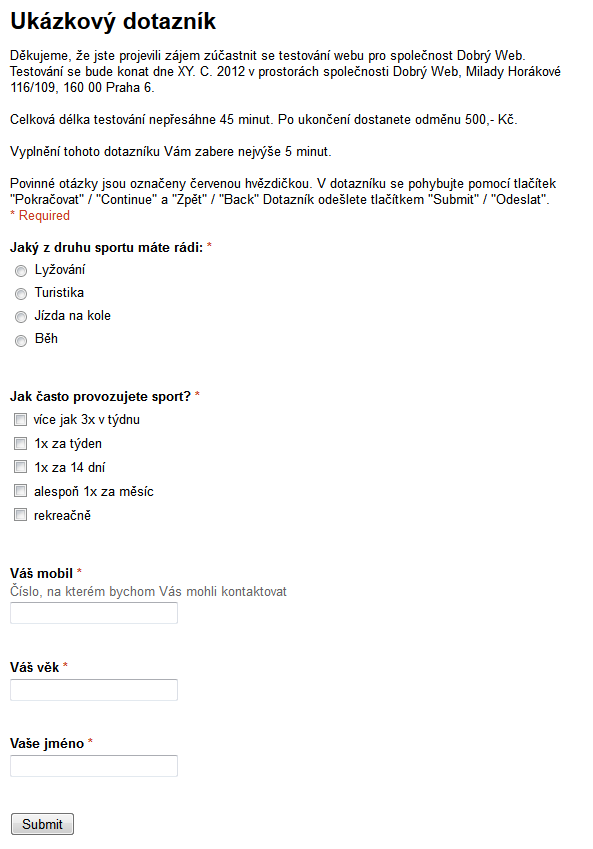 Ukázkový dotazník
Děkujeme, že jste projevili zájem zúčastnit se testování webu pro společnost Dobrý Web.
Testování se bude konat dne XY. C. 2012 v prostorách společnosti Dobrý Web, Milady Horákové
116/109, 160 00 Praha 6.
Celková délka testování nepřesáhne 45 minut. Po ukončení dostanete odměnu 500,- Kč.
Vyplnění tohoto dotazníku Vám zabere nejvýše 5 minut.
Povinné otázky jsou označeny červenou hvězdičkou. V dotazníku se pohybujte pomocí tlačítek
"Pokračovat" / "Continue" a "Zpět" / "Back" Dotazník odešlete tlačítkem "Submit" / "Odeslat".
* Required
Jaký z druhu sportu máte rádi: *
Lyžování
Turistika
Jízda na kole
Běh
Jak často provozujete sport? *
více jak 3x v týdnu
1x za týden
1x za 14 dní
alespoň 1x za měsíc
rekreačně
Váš mobil *
Číslo, na kterém bychom Vás mohli kontaktovat
Váš věk *
Vaše jméno *
Submit